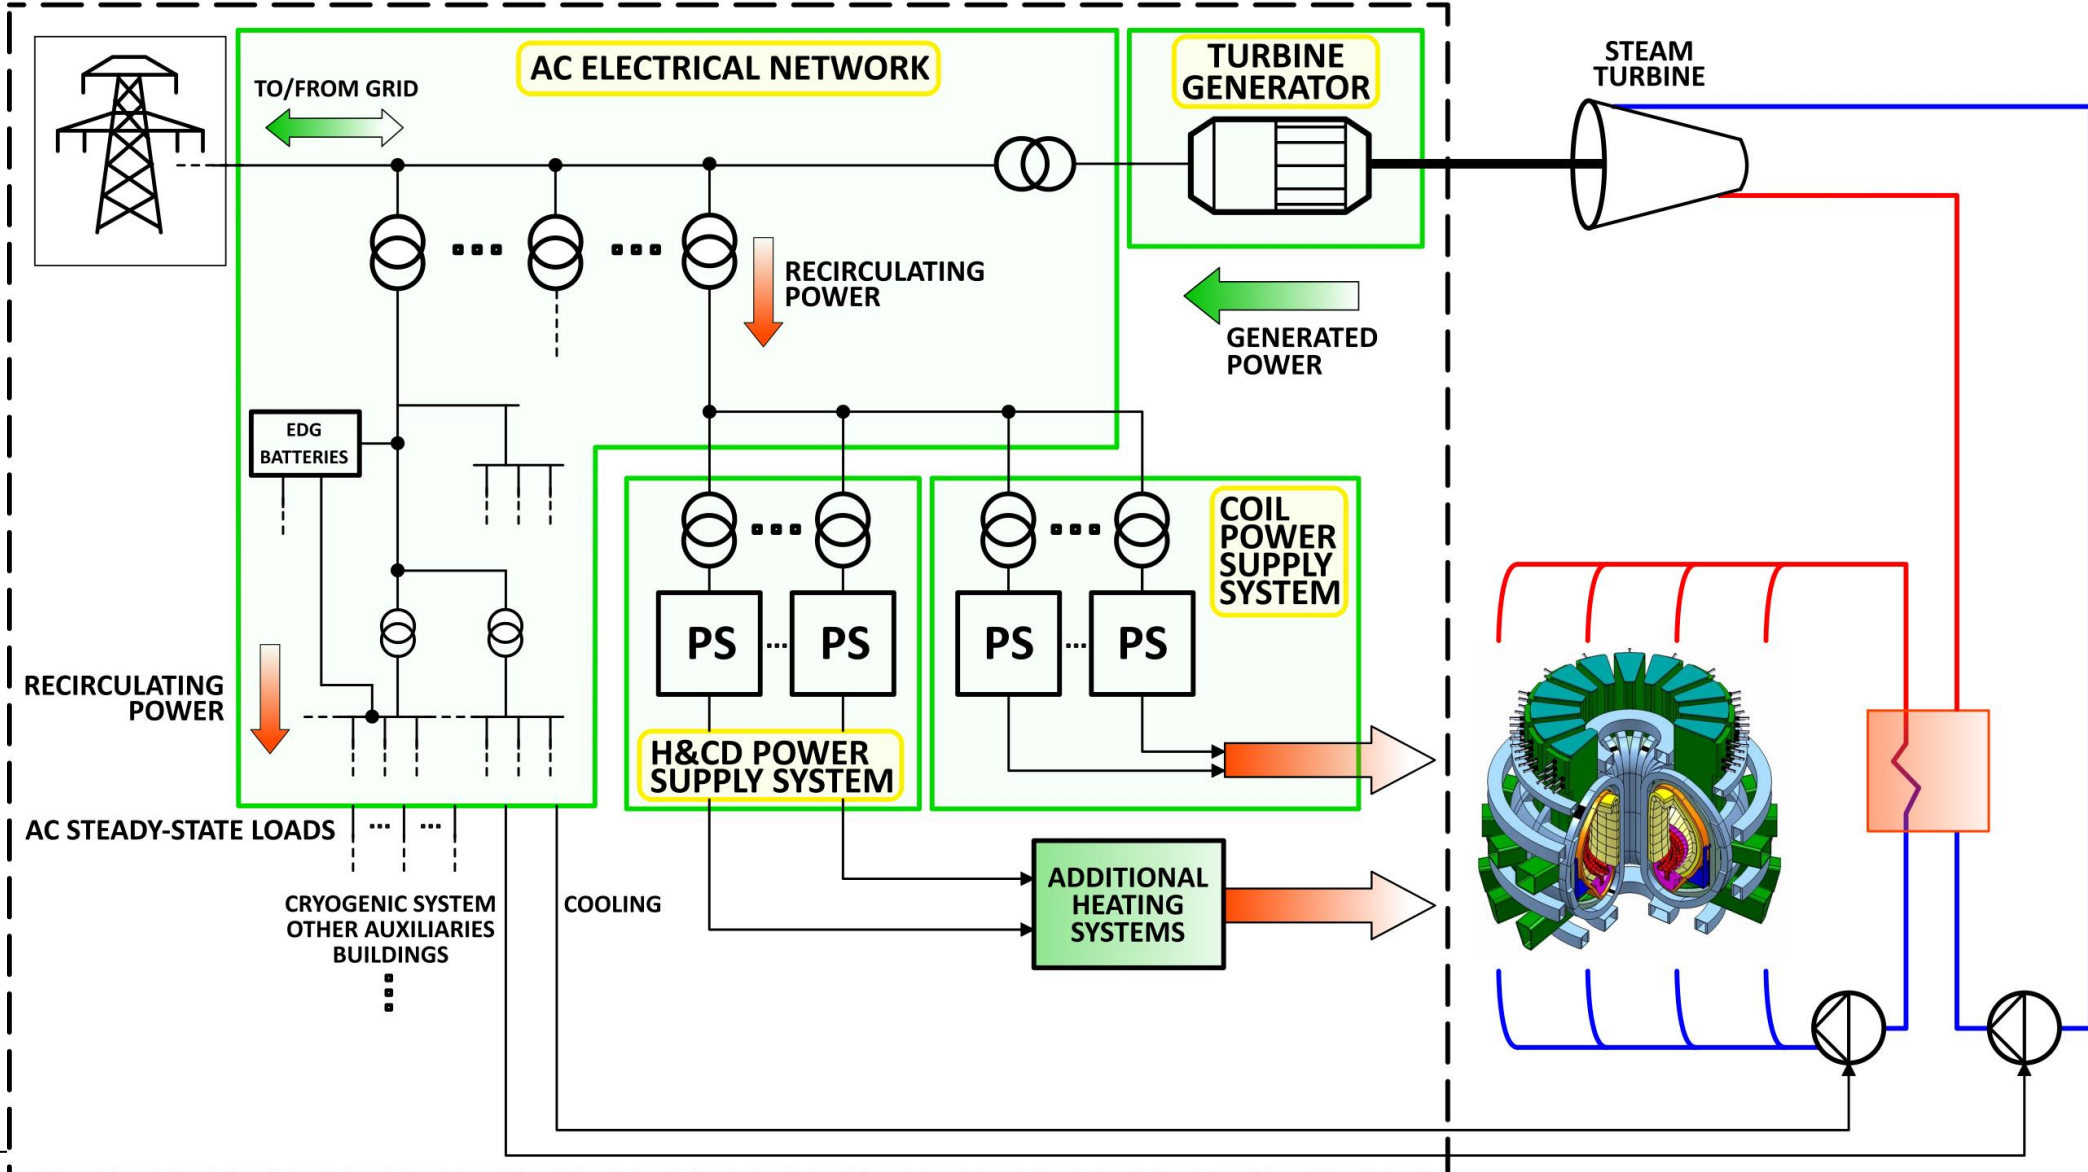 AC ELECTRICAL NETWORK
TURBINE
GENERATOR
STEAM
TURBINE
TO/FROM GRID
RECIRCULATING
POWER
GENERATED
POWER
EDG
BATTERIES
COIL
POWER
SUPPLY
SYSTEM
PS
...
PS
PS
...
PS
RECIRCULATING
POWER
H&CD POWER
SUPPLY SYSTEM
AC STEADY-STATE LOADS
... ...
CRYOGENIC SYSTEM
OTHER AUXILIARIES
BUILDINGS
COOLING
ADDITIONAL
HEATING
SYSTEMS